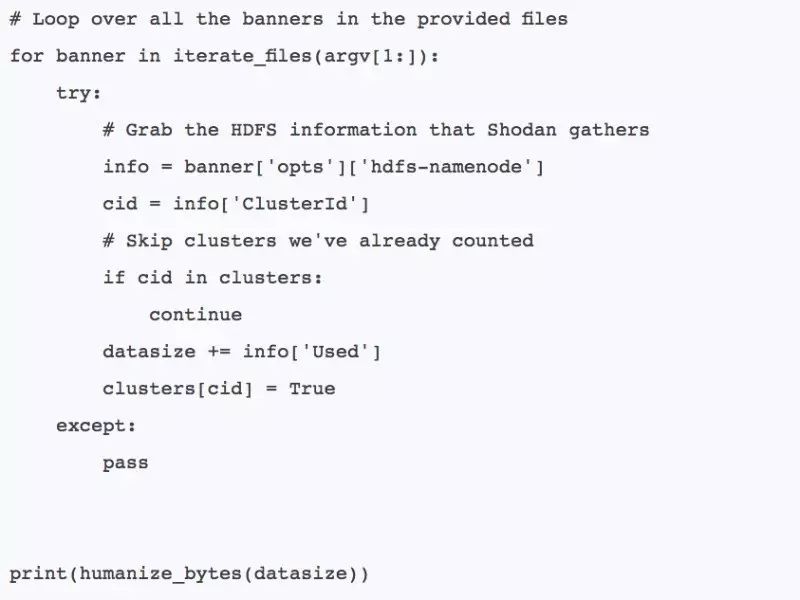 # Loop over all the banners in the provided files
for banner in iterate_files(argv[1:]):
    try:
        # Grab the HDFS information that Shodan gathers
        info = banner['opts']['hdfs-namenode']
        cid = info['ClusterId']
        # Skip clusters we've already counted
        if cid in clusters:
            continue
        datasize += info['Used']
        clusters[cid] = True
    except:
        pass
print(humanize_bytes(datasize))